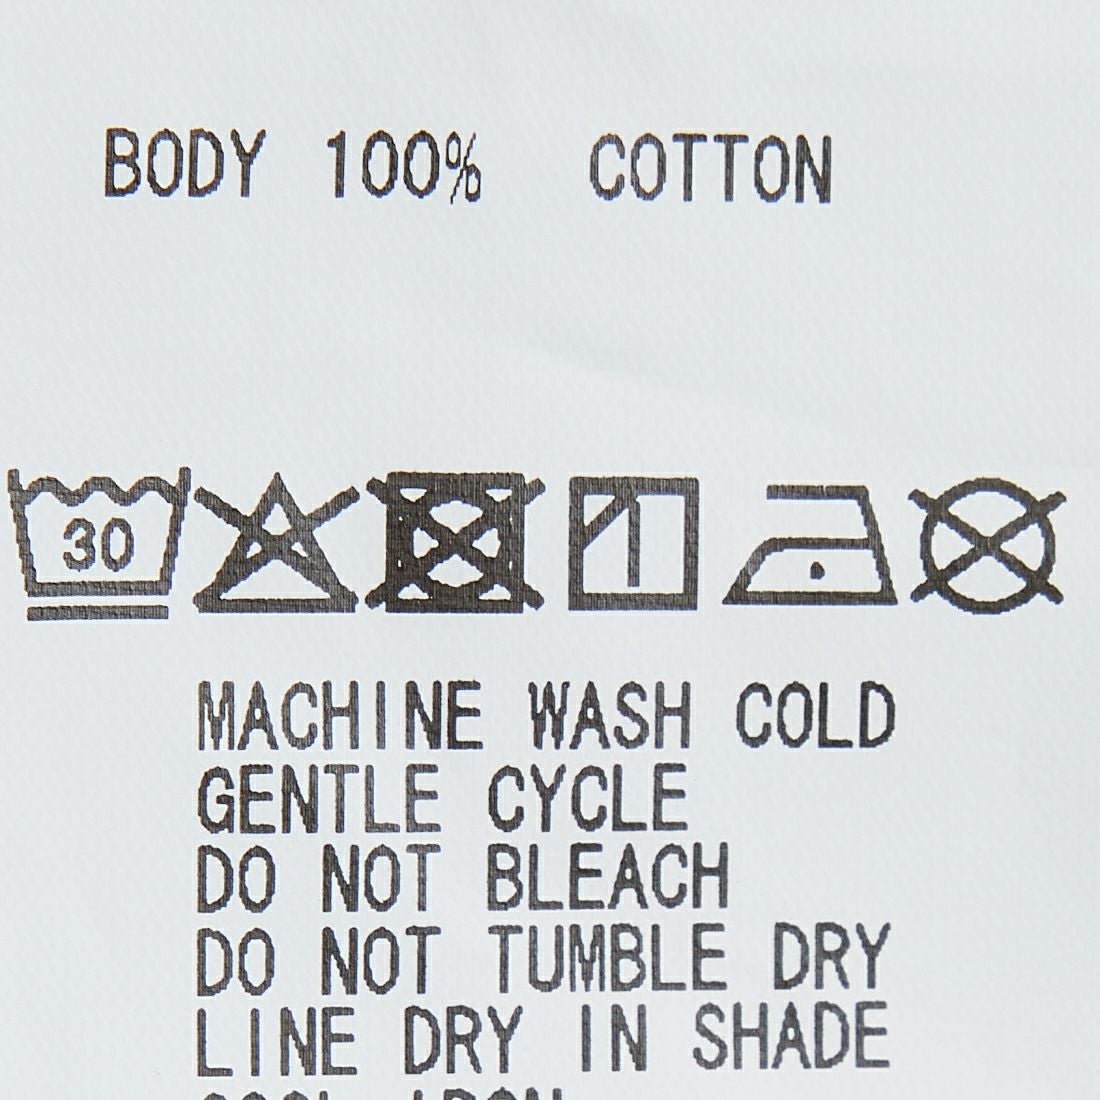 BODY 100% COTTON
30
MACHINE WASH COLD
GENTLE CYCLE
DO NOT BLEACH
DO NOT TUMBLE DRY
LINE DRY IN SHADE